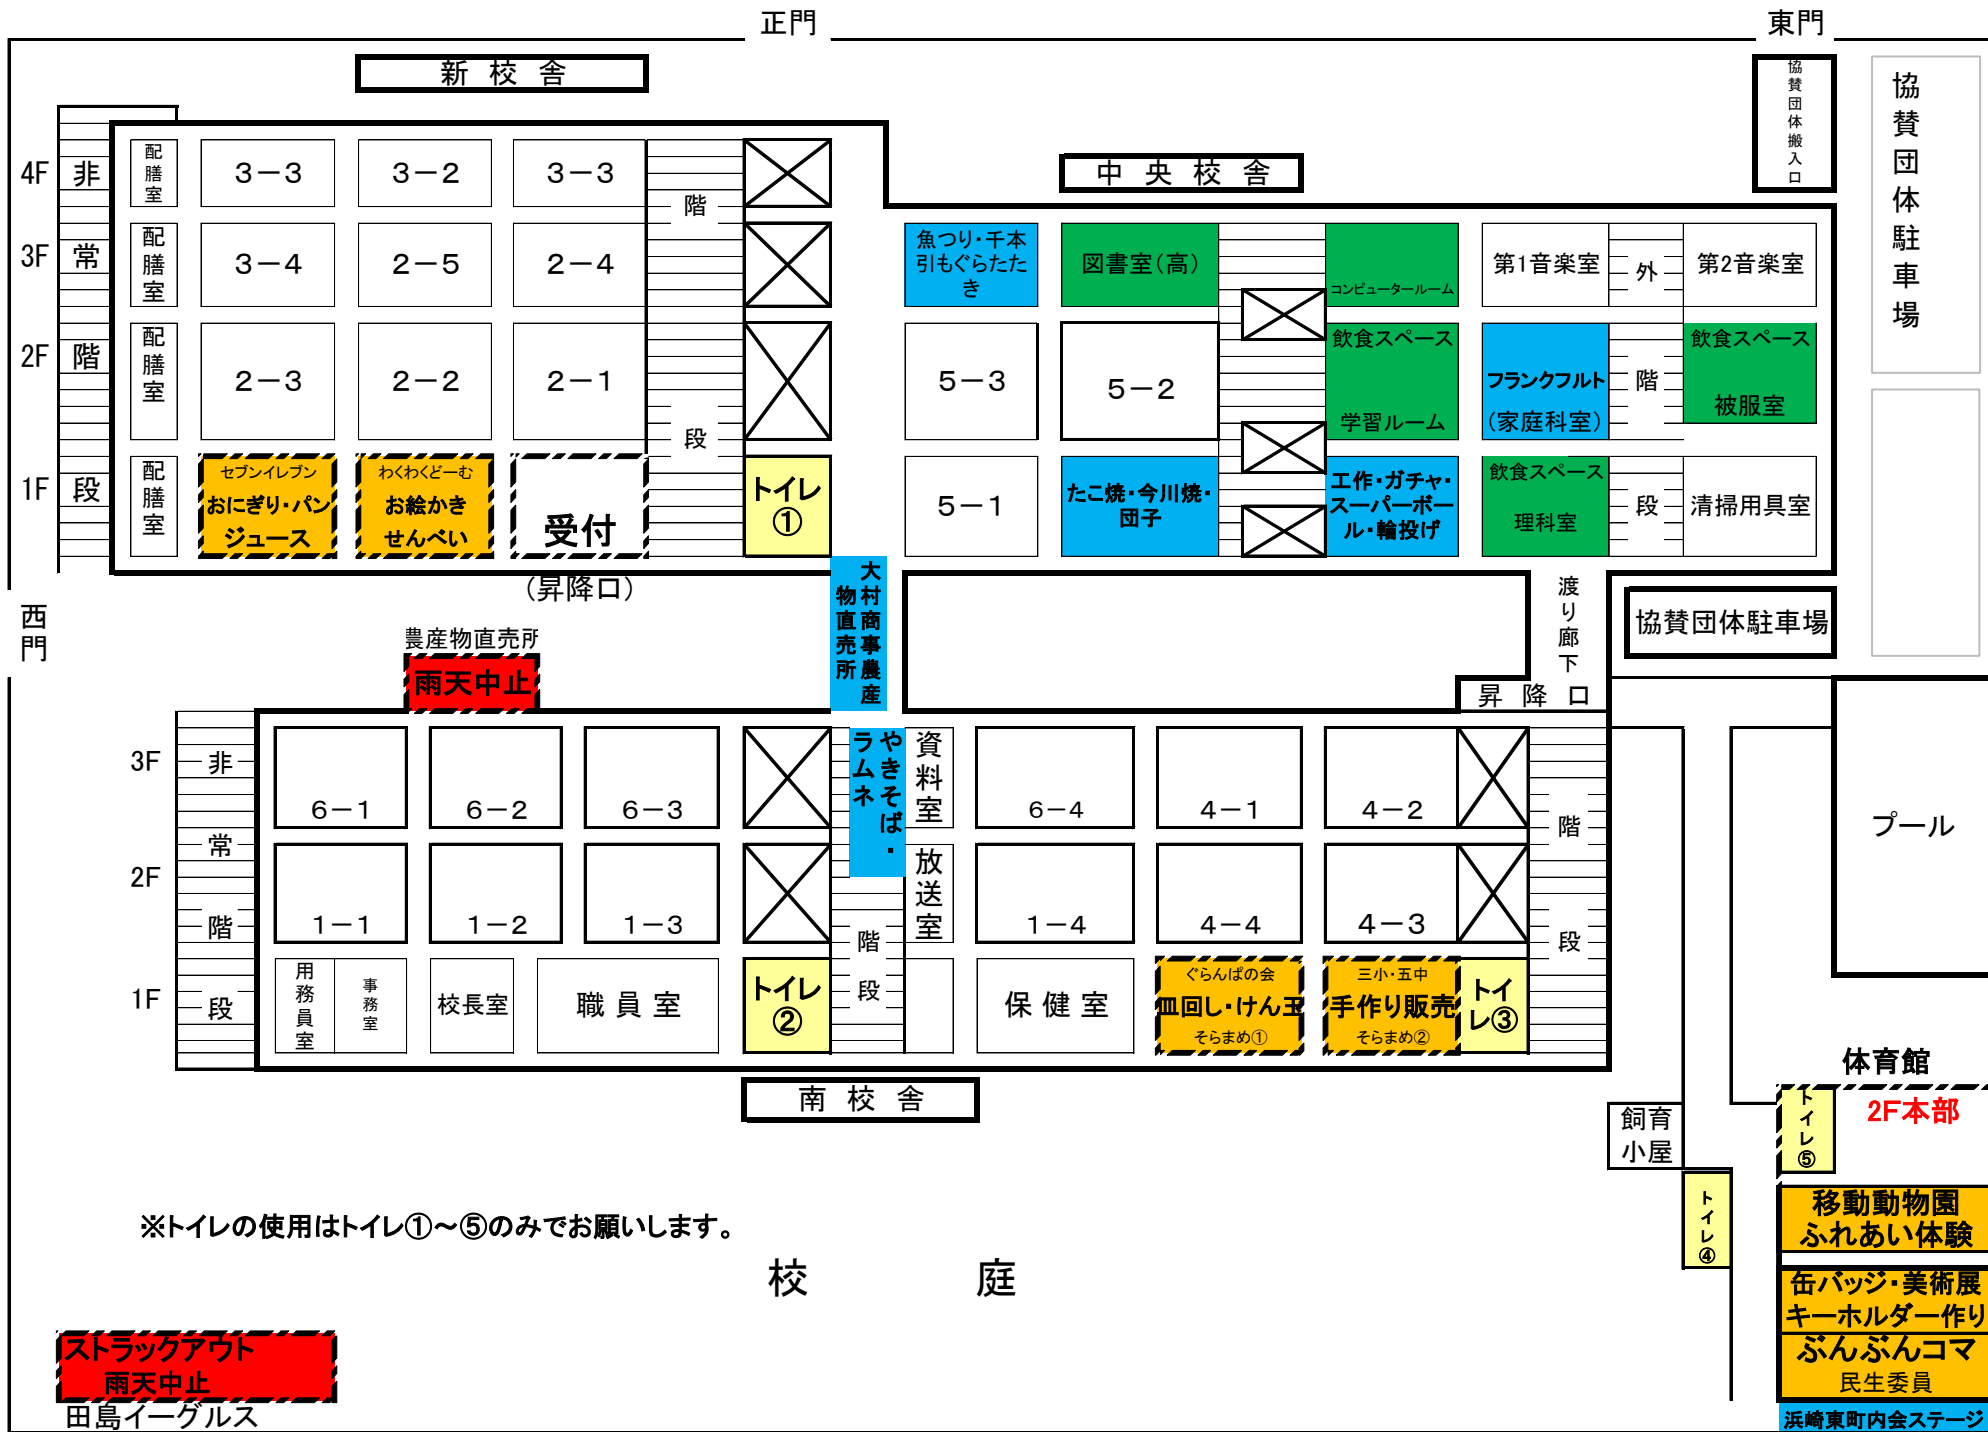 正門
東門
新校舎
協賛団体搬入口
協賛団体駐車場
中央校舎
4F
非
配膳室
3－3
3－2
3－3
階
3F
常
配膳室
3－4
2－5
2－4
魚つり・千本
引もぐらたた
き
図書室(高)
コンピュータールーム
第1音楽室
外
第2音楽室
2F
階
配膳室
2－3
2－2
2－1
段
5－3
5－2
飲食スペース
学習ルーム
フランクフルト
(家庭科室)
階
飲食スペース
被服室
1F
段
配膳室
セブンイレブン
おにぎり・パン
ジュース
わくわくどーむ
お絵かき
せんべい
受付
トイレ
①
5－1
たこ焼・今川焼・
団子
工作・ガチャ・
スーパーボー
ル・輪投げ
飲食スペース
理科室
段
清掃用具室
(昇降口)
大村商事農産
物直売所
渡り廊下
協賛団体駐車場
西門
農産物直売所
雨天中止
昇降口
3F
非
6－1
6－2
6－3
やきそば・
ラムネ
資料室
6－4
4－1
4－2
階
プール
常
2F
1－1
1－2
1－3
放送室
1－4
4－4
4－3
階
階
段
1F
段
用務員室
事務室
校長室
職員室
トイレ
②
段
保健室
ぐらんぱの会
皿回し・けん玉
そらまめ①
三小・五中
手作り販売
そらまめ②
トイ
レ③
南校舎
体育館
2F本部
トイレ⑤
飼育
小屋
トイレ④
移動動物園
ふれあい体験
※トイレの使用はトイレ①～⑤のみでお願いします。
校庭
缶バッジ・美術展
キーホルダー作り
ぶんぶんコマ
民生委員
浜崎東町内会ステージ
ストラックアウト
雨天中止
田島イーグルス